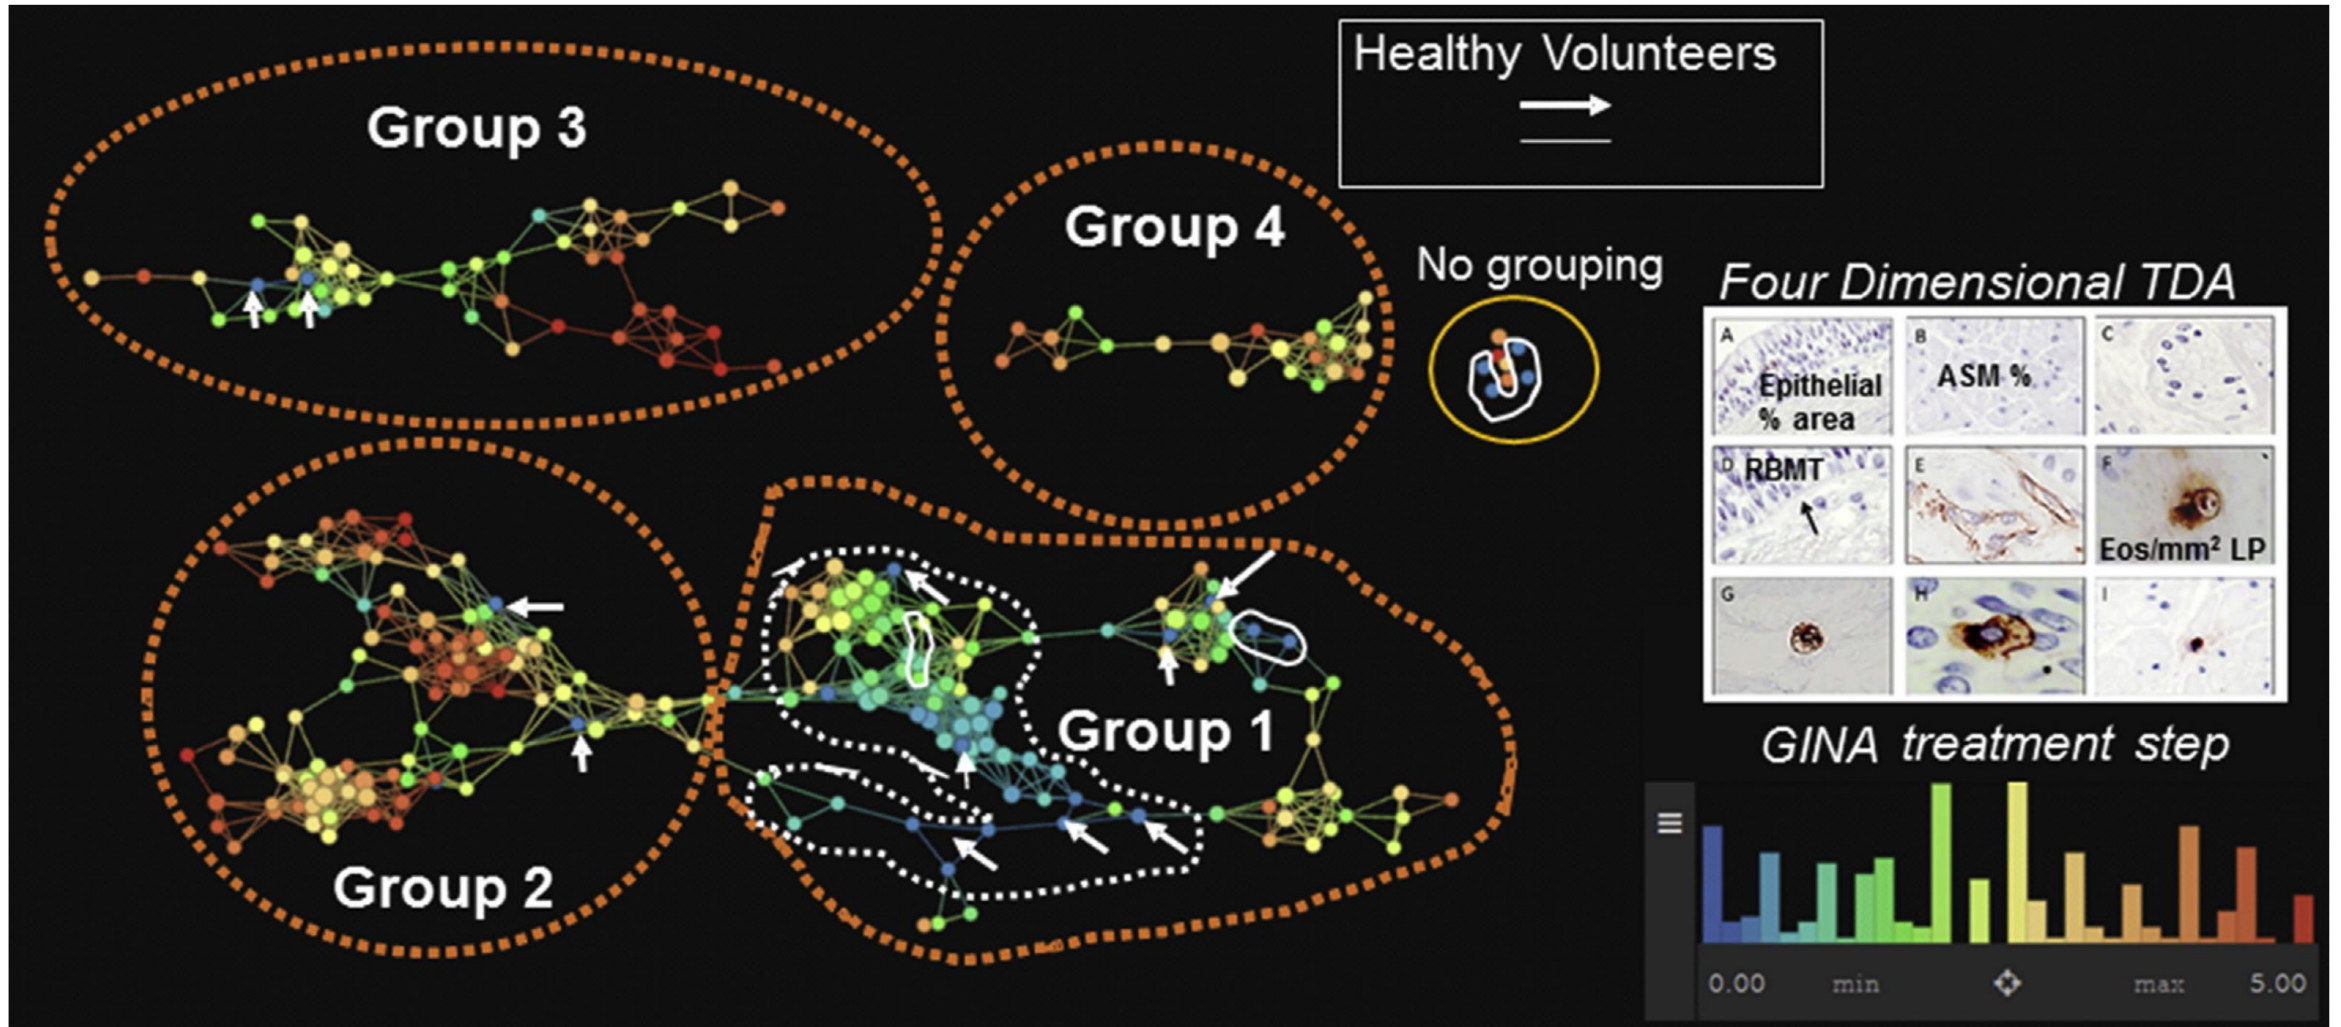 Healthy Volunteers
Group 3
Group 4
No grouping
Four Dimensional TDA
A
Epithelial
% area
B
ASM %
C
D
RBMT
E
F
Eos/mm² LP
G
H
I
Group 1
Group 2
GINA treatment step
0.00 min max 5.00